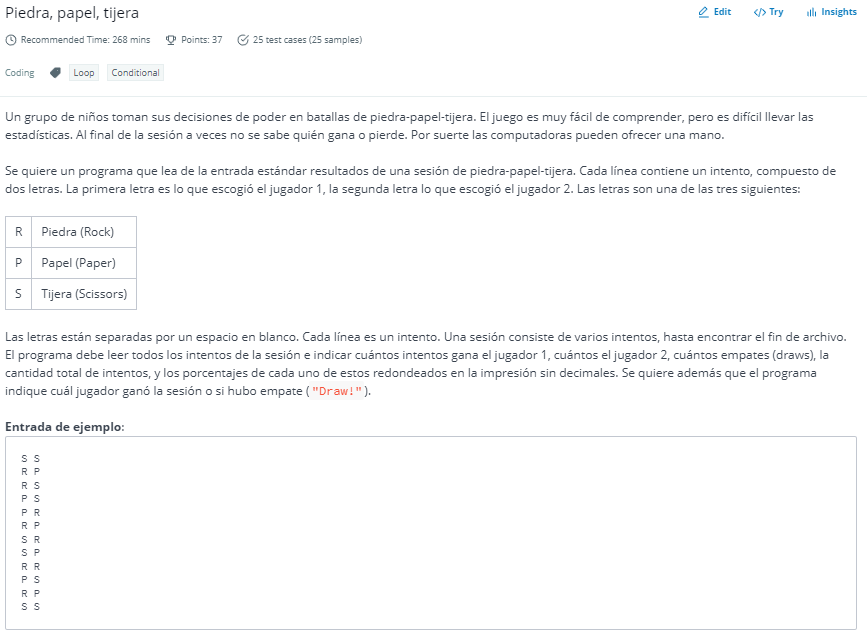 Piedra, papel, tijera
Edit
Try
Insights
Recommended Time: 268 mins
Points: 37
25 test cases (25 samples)
Coding
Loop
Conditional
Un grupo de niños toman sus decisiones de poder en batallas de piedra-papel-tijera. El juego es muy fácil de comprender, pero es difícil llevar las
estadísticas. Al final de la sesión a veces no se sabe quién gana o pierde. Por suerte las computadoras pueden ofrecer una mano.
Se quiere un programa que lea de la entrada estándar resultados de una sesión de piedra-papel-tijera. Cada línea contiene un intento, compuesto de
dos letras. La primera letra es lo que escogió el jugador 1, la segunda letra lo que escogió el jugador 2. Las letras son una de las tres siguientes:
R Piedra (Rock)
P Papel (Paper)
S Tijera (Scissors)
Las letras están separadas por un espacio en blanco. Cada línea es un intento. Una sesión consiste de varios intentos, hasta encontrar el fin de archivo.
El programa debe leer todos los intentos de la sesión e indicar cuántos intentos gana el jugador 1, cuántos el jugador 2, cuántos empates (draws), la
cantidad total de intentos, y los porcentajes de cada uno de estos redondeados en la impresión sin decimales. Se quiere además que el programa
indique cuál jugador ganó la sesión o si hubo empate ("Draw!").
Entrada de ejemplo:
S S
R P
R S
P S
P R
R P
S R
S P
R R
P S
R P
S S